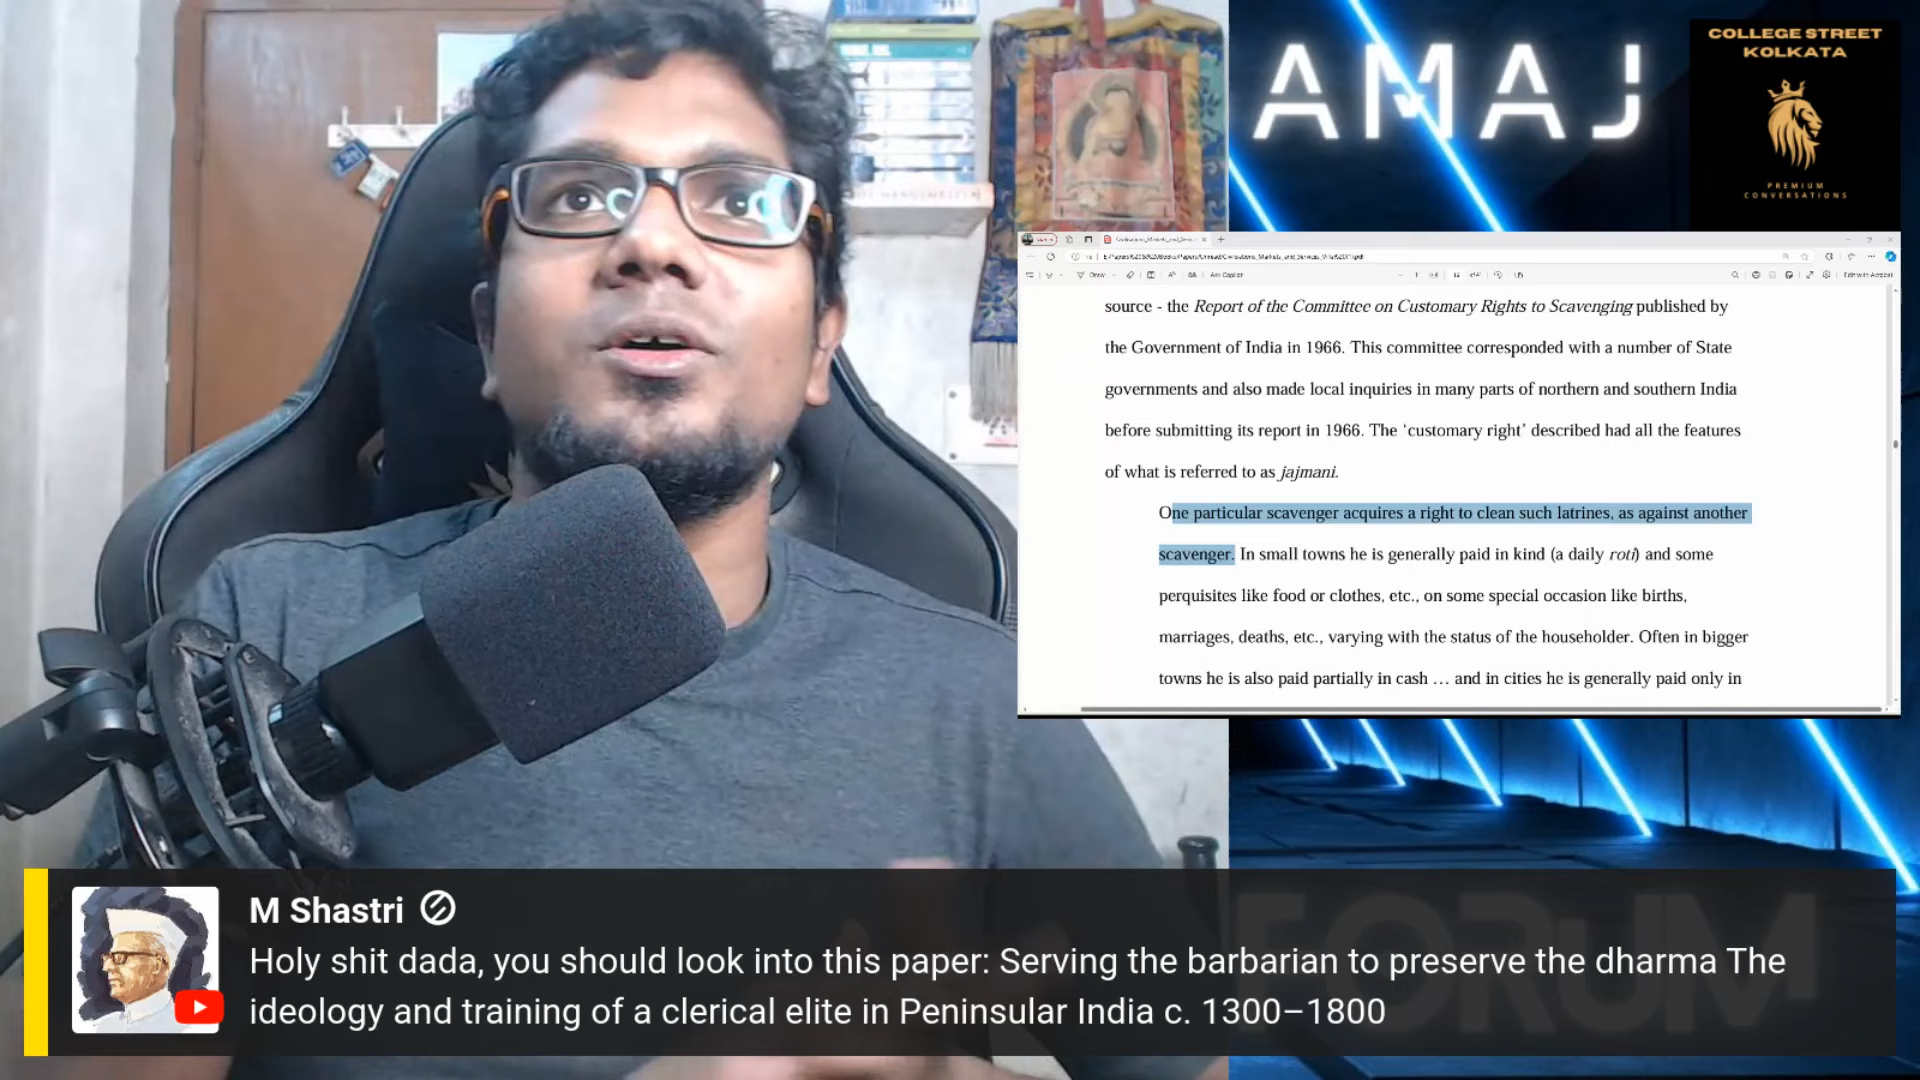 AMAJ
COLLEGE STREET
KOLKATA
PREMIUM
CONVERSATIONS
Ask Copilot
Edit with Acrobat
source - the Report of the Committee on Customary Rights to Scavenging published by
the Government of India in 1966. This committee corresponded with a number of State
governments and also made local inquiries in many parts of northern and southern India
before submitting its report in 1966. The ‘customary right’ described had all the features
of what is referred to as jajmani.
One particular scavenger acquires a right to clean such latrines, as against another
scavenger. In small towns he is generally paid in kind (a daily roti) and some
perquisites like food or clothes, etc., on some special occasion like births,
marriages, deaths, etc., varying with the status of the householder. Often in bigger
towns he is also paid partially in cash … and in cities he is generally paid only in
FORUM
M Shastri
Holy shit dada, you should look into this paper: Serving the barbarian to preserve the dharma The
ideology and training of a clerical elite in Peninsular India c. 1300–1800